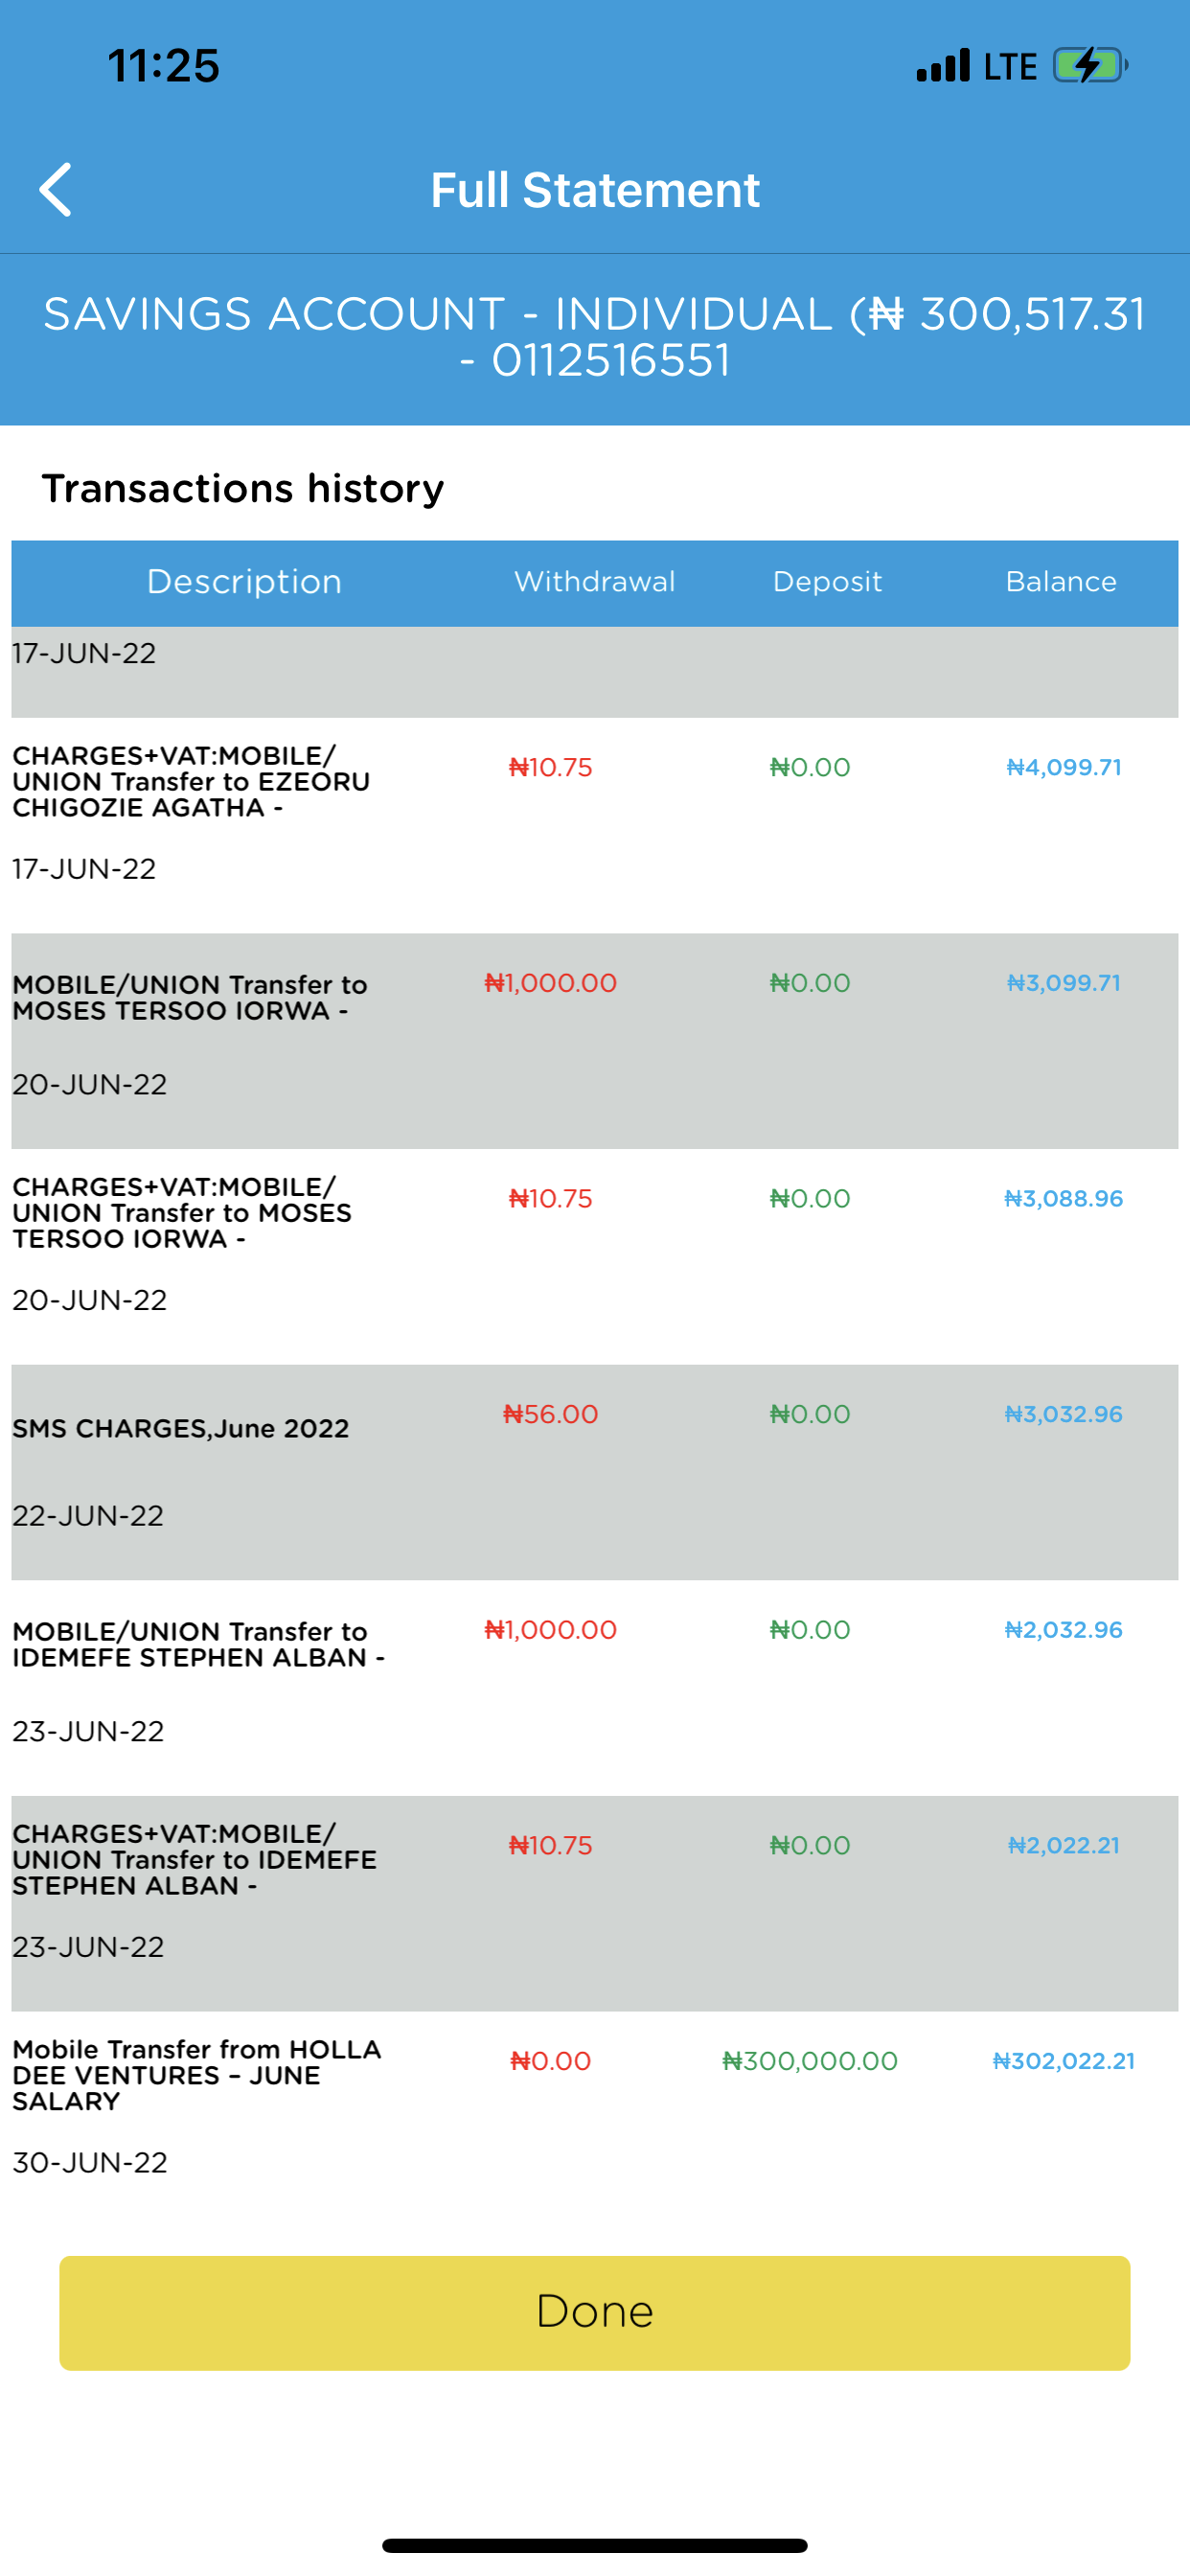 11:25 LTE
Full Statement
SAVINGS ACCOUNT - INDIVIDUAL (₦ 300,517.31
- 0112516551
Transactions history
Description Withdrawal Deposit Balance
17-JUN-22
CHARGES+VAT:MOBILE/ ₦10.75 ₦0.00 ₦4,099.71
UNION Transfer to EZEORU
CHIGOZIE AGATHA -
17-JUN-22
MOBILE/UNION Transfer to ₦1,000.00 ₦0.00 ₦3,099.71
MOSES TERSOO IORWA -
20-JUN-22
CHARGES+VAT:MOBILE/ ₦10.75 ₦0.00 ₦3,088.96
UNION Transfer to MOSES
TERSOO IORWA -
20-JUN-22
SMS CHARGES,June 2022 ₦56.00 ₦0.00 ₦3,032.96
22-JUN-22
MOBILE/UNION Transfer to ₦1,000.00 ₦0.00 ₦2,032.96
IDEMEFE STEPHEN ALBAN -
23-JUN-22
CHARGES+VAT:MOBILE/ ₦10.75 ₦0.00 ₦2,022.21
UNION Transfer to IDEMEFE
STEPHEN ALBAN -
23-JUN-22
Mobile Transfer from HOLLA ₦0.00 ₦300,000.00 ₦302,022.21
DEE VENTURES – JUNE
SALARY
30-JUN-22
Done